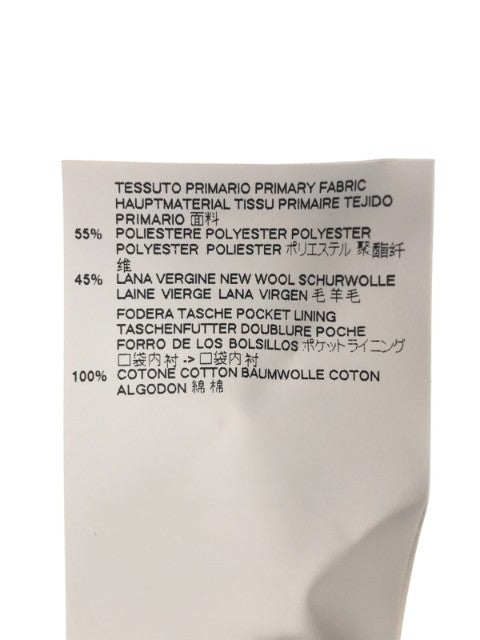 TESSUTO PRIMARIO PRIMARY FABRIC
HAUPTMATERIAL TISSU PRIMAIRE TEJIDO
PRIMARIO 面料
55% POLIESTERE POLYESTER POLYESTER
POLYESTER POLIESTER ポリエステル 聚酯纤
维
45% LANA VERGINE NEW WOOL SCHURWOLLE
LAINE VIERGE LANA VIRGEN 毛 羊毛
FODERA TASCHE POCKET LINING
TASCHENFUTTER DOUBLURE POCHE
FORRO DE LOS BOLSILLOS ポケットライニング
口袋内衬 -> 口袋内衬
100% COTONE COTTON BAUMWOLLE COTON
ALGODON 綿 棉